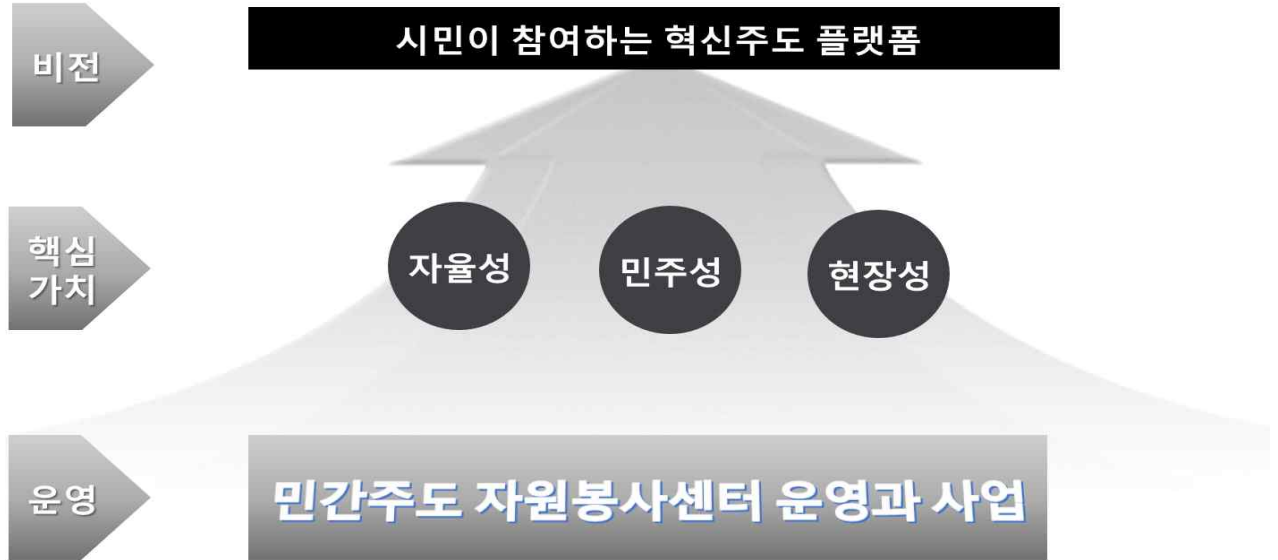 비전
시민이 참여하는 혁신주도 플랫폼
핵심
가치
자율성
민주성
현장성
운영
민간주도 자원봉사센터 운영과 사업